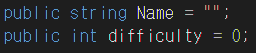 public string Name = "";
public int difficulty = 0;